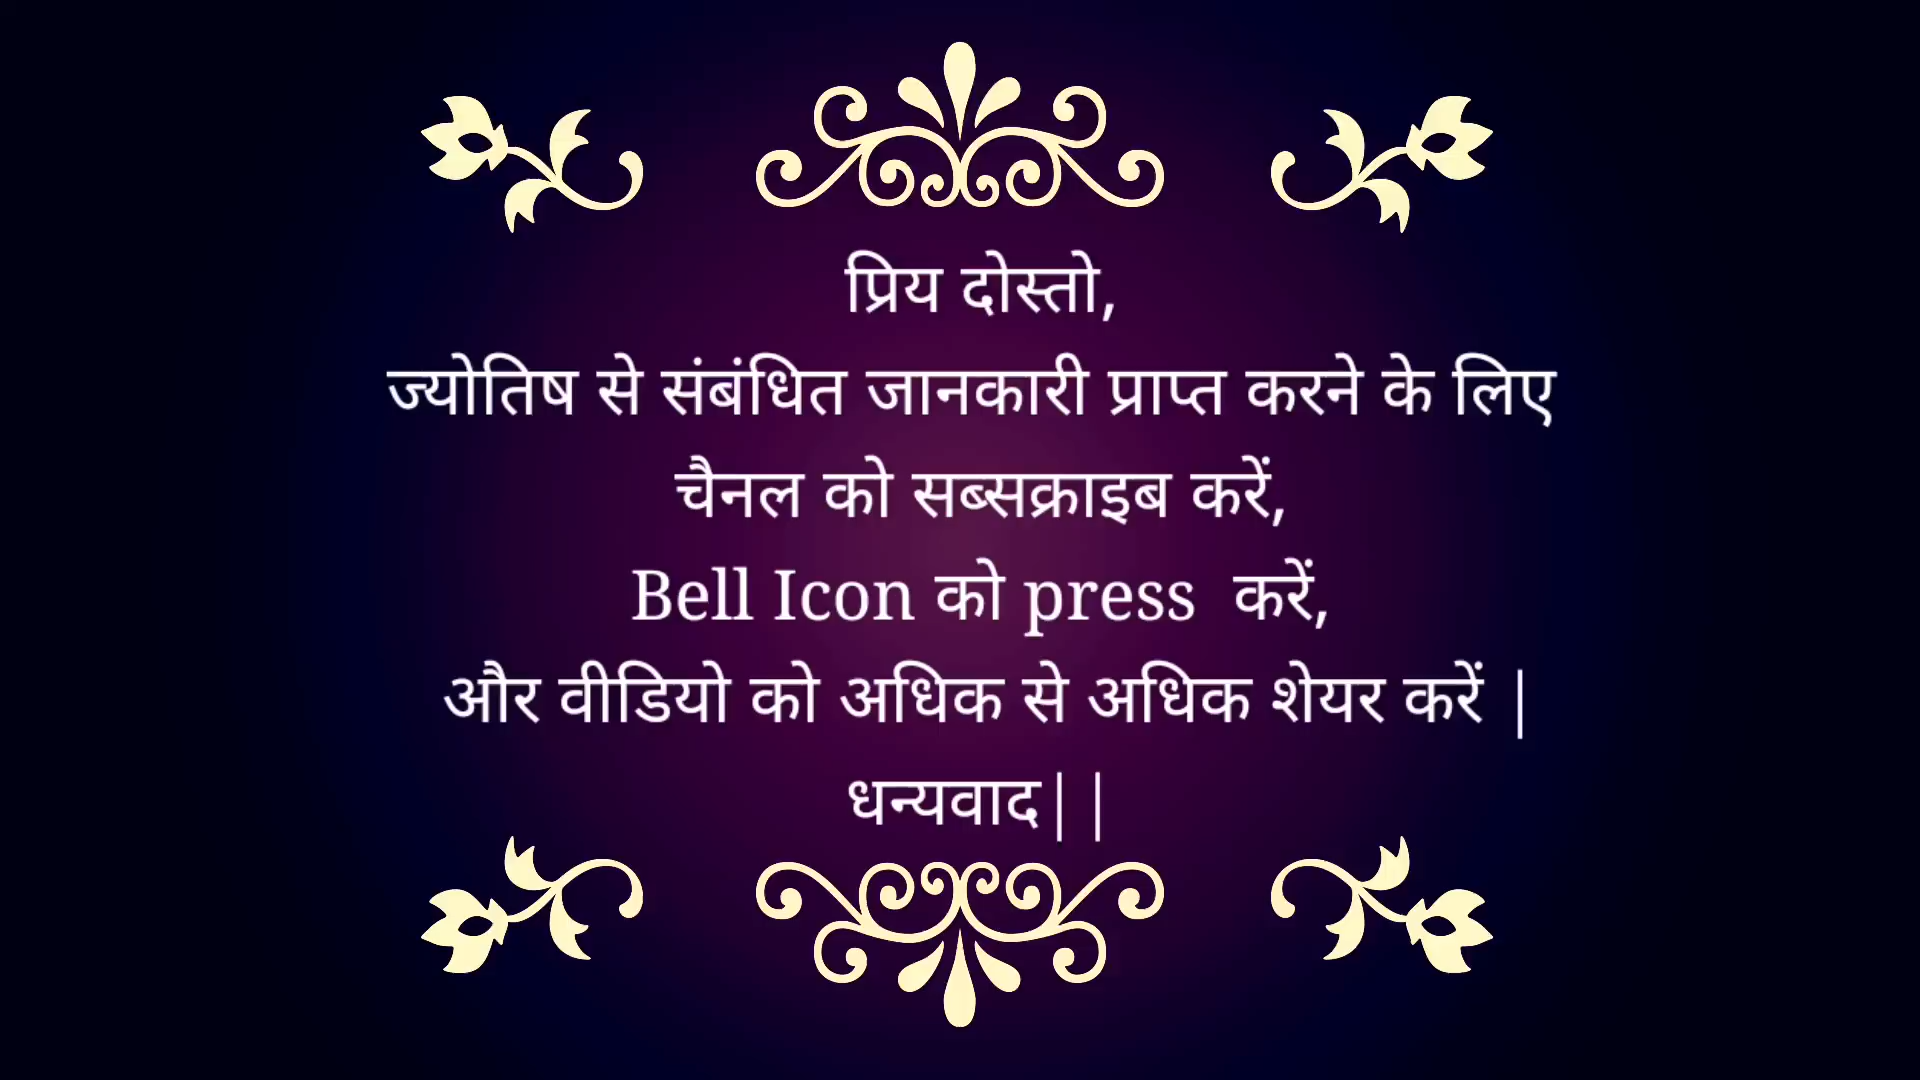 प्रिय दोस्तो,
ज्योतिष से संबंधित जानकारी प्राप्त करने के लिए
चैनल को सब्सक्राइब करें,
Bell Icon को press  करें,
और वीडियो को अधिक से अधिक शेयर करें |
धन्यवाद||